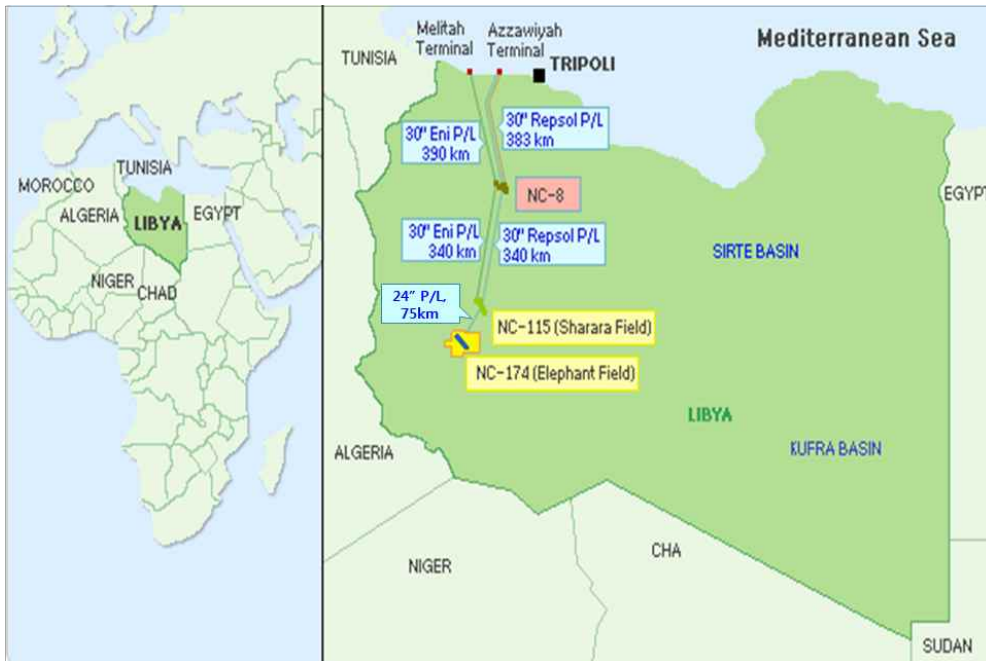 MOROCCO
TUNISIA
ALGERIA
LIBYA
EGYPT
NIGER
CHAD
Melitah
Terminal
Azzawiyah
Terminal
TRIPOLI
Mediterranean Sea
TUNISIA
30" Eni P/L
390 km
30" Repsol P/L
383 km
NC-8
EGYPT
30" Eni P/L
340 km
30" Repsol P/L
340 km
SIRTE BASIN
24" P/L,
75km
NC-115 (Sharara Field)
NC-174 (Elephant Field)
LIBYA
ALGERIA
KUFRA BASIN
NIGER
CHA
SUDAN